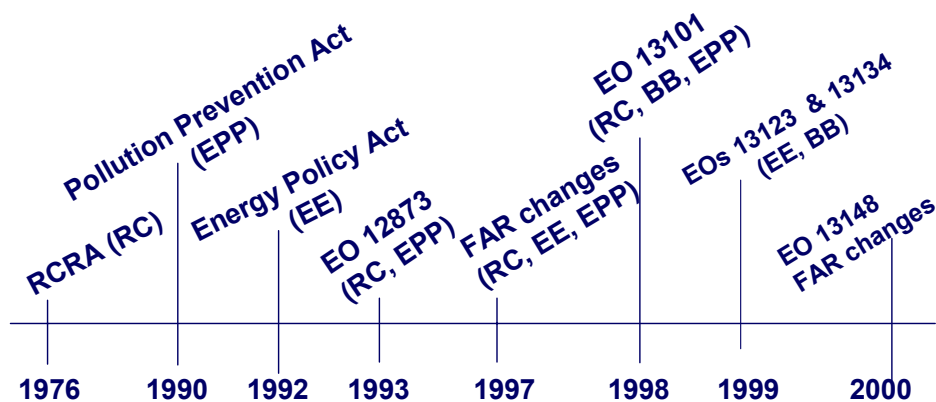 RCRA (RC)
Pollution Prevention Act
(EPP)
Energy Policy Act
(EE)
EO 12873
(RC, EPP)
FAR changes
(RC, EE, EPP)
EO 13101
(RC, BB, EPP)
EOs 13123 & 13134
(EE, BB)
EO 13148
FAR changes
1976 1990 1992 1993 1997 1998 1999 2000